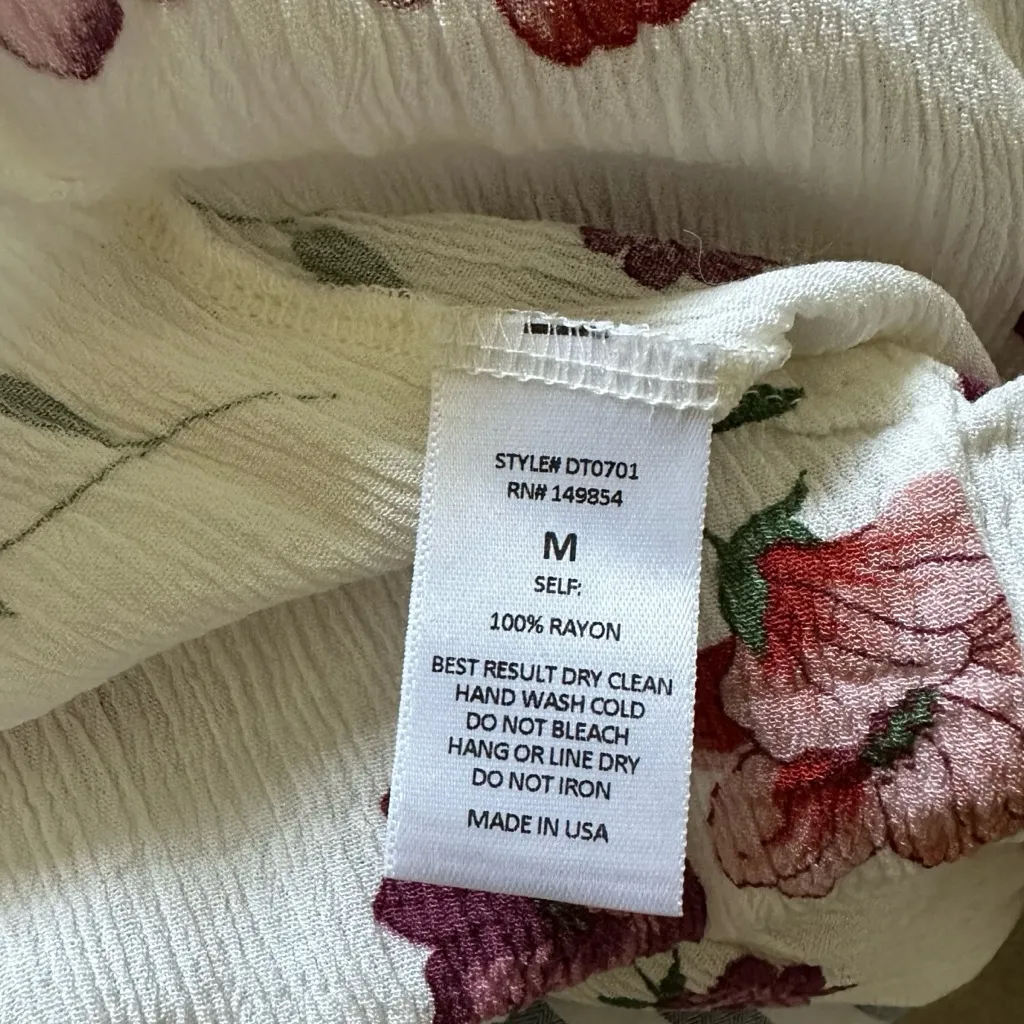 STYLE# DT0701
RN# 149854
M
SELF:
100% RAYON
BEST RESULT DRY CLEAN
HAND WASH COLD
DO NOT BLEACH
HANG OR LINE DRY
DO NOT IRON
MADE IN USA